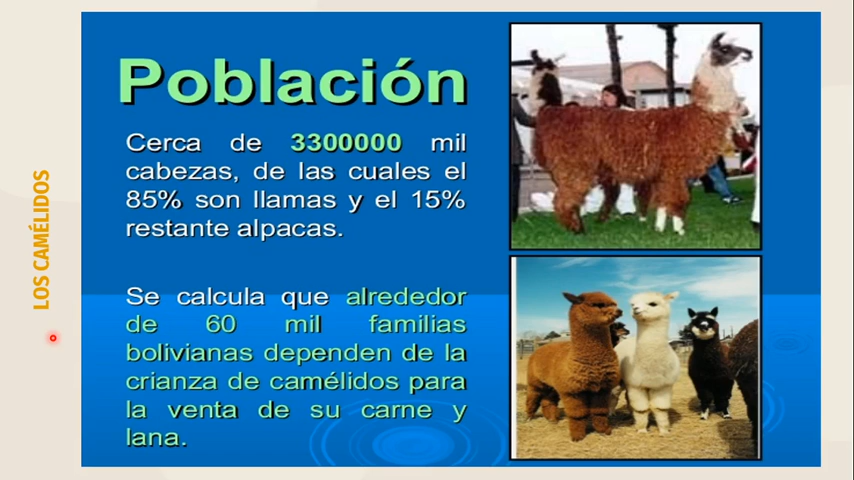 LOS CAMÉLIDOS
Población
Cerca de 3300000 mil
cabezas, de las cuales el
85% son llamas y el 15%
restante alpacas.
Se calcula que alrededor
de 60 mil familias
bolivianas dependen de la
crianza de camélidos para
la venta de su carne y
lana.